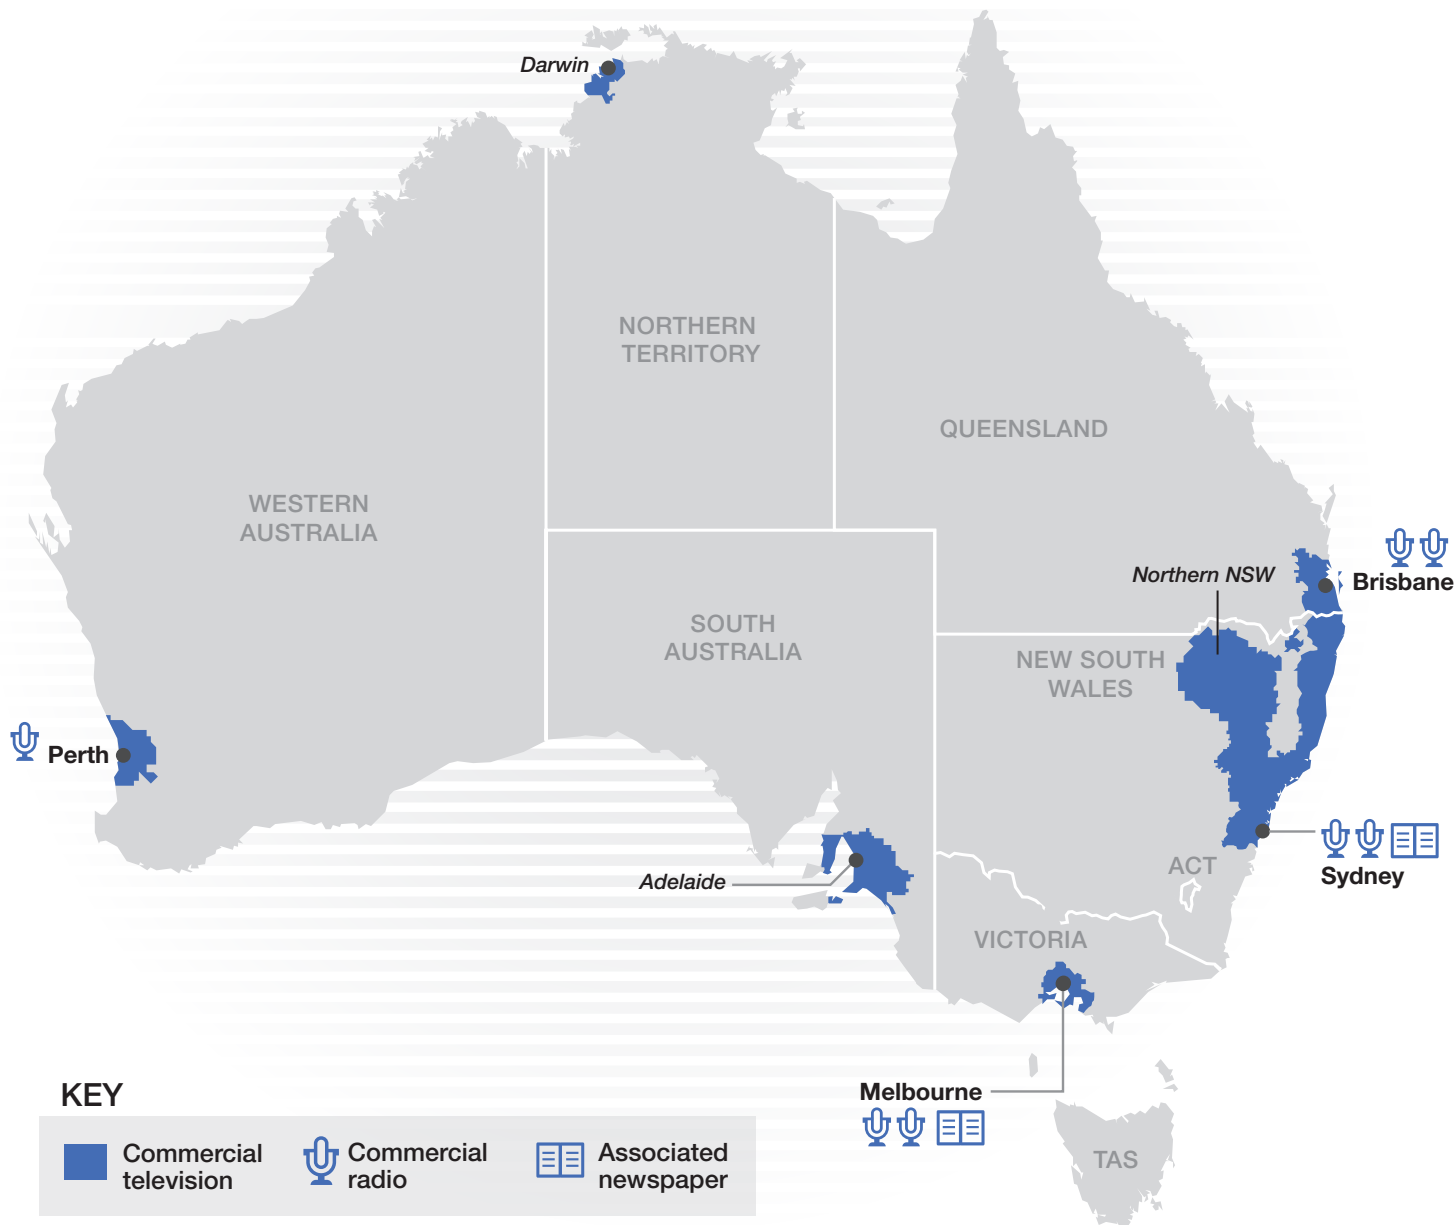 Darwin
NORTHERN
TERRITORY
QUEENSLAND
WESTERN
AUSTRALIA
Northern NSW
Brisbane
SOUTH
AUSTRALIA
NEW SOUTH
WALES
Perth
ACT
Sydney
Adelaide
VICTORIA
Melbourne
TAS
KEY
Commercial
television
Commercial
radio
Associated
newspaper